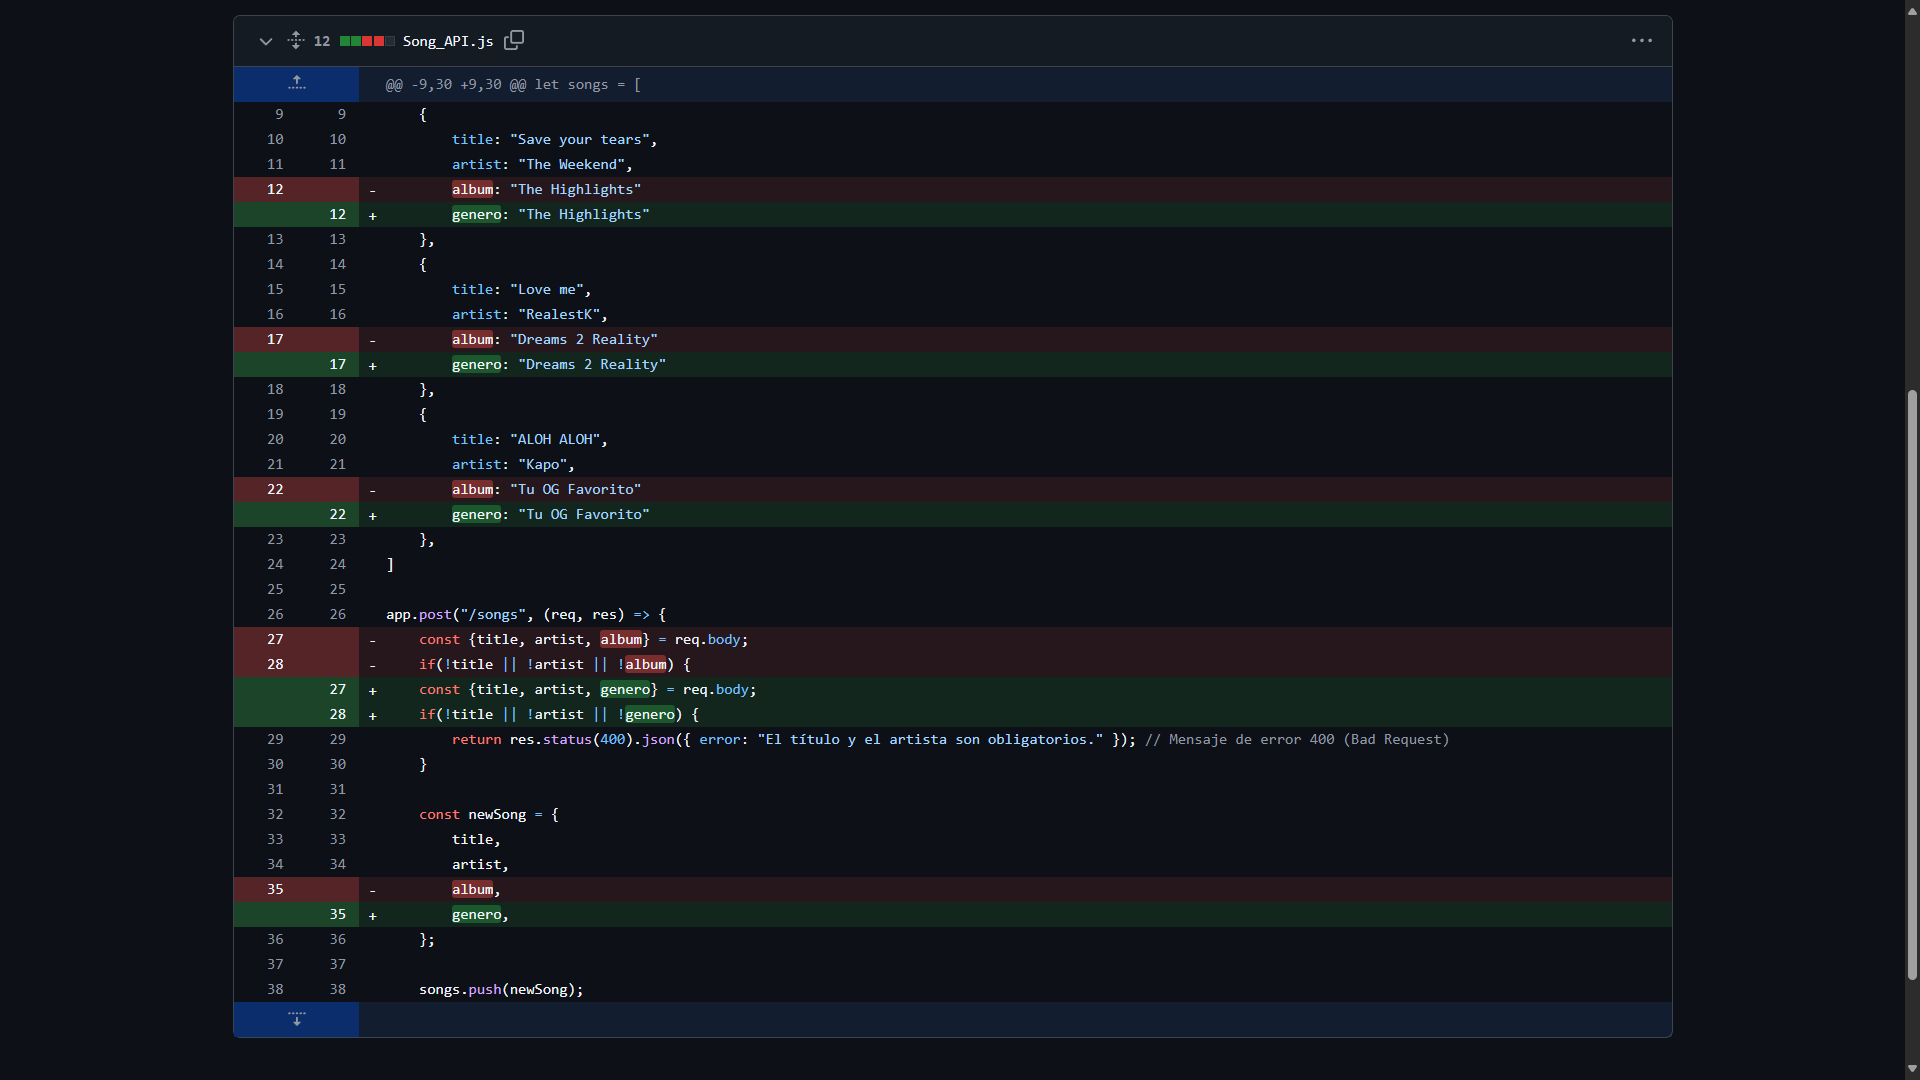 12 Song_API.js
@@ -9,30 +9,30 @@ let songs = [
9 9 {
10 10 title: "Save your tears",
11 11 artist: "The Weekend",
12 - album: "The Highlights"
12 + genero: "The Highlights"
13 13 },
14 14 {
15 15 title: "Love me",
16 16 artist: "RealestK",
17 - album: "Dreams 2 Reality"
17 + genero: "Dreams 2 Reality"
18 18 },
19 19 {
20 20 title: "ALOH ALOH",
21 21 artist: "Kapo",
22 - album: "Tu OG Favorito"
22 + genero: "Tu OG Favorito"
23 23 },
24 24 ]
25 25
26 26 app.post("/songs", (req, res) => {
27 - const {title, artist, album} = req.body;
28 - if(!title || !artist || !album) {
27 + const {title, artist, genero} = req.body;
28 + if(!title || !artist || !genero) {
29 29 return res.status(400).json({ error: "El título y el artista son obligatorios." }); // Mensaje de error 400 (Bad Request)
30 30 }
31 31
32 32 const newSong = {
33 33 title,
34 34 artist,
35 - album,
35 + genero,
36 36 };
37 37
38 38 songs.push(newSong);